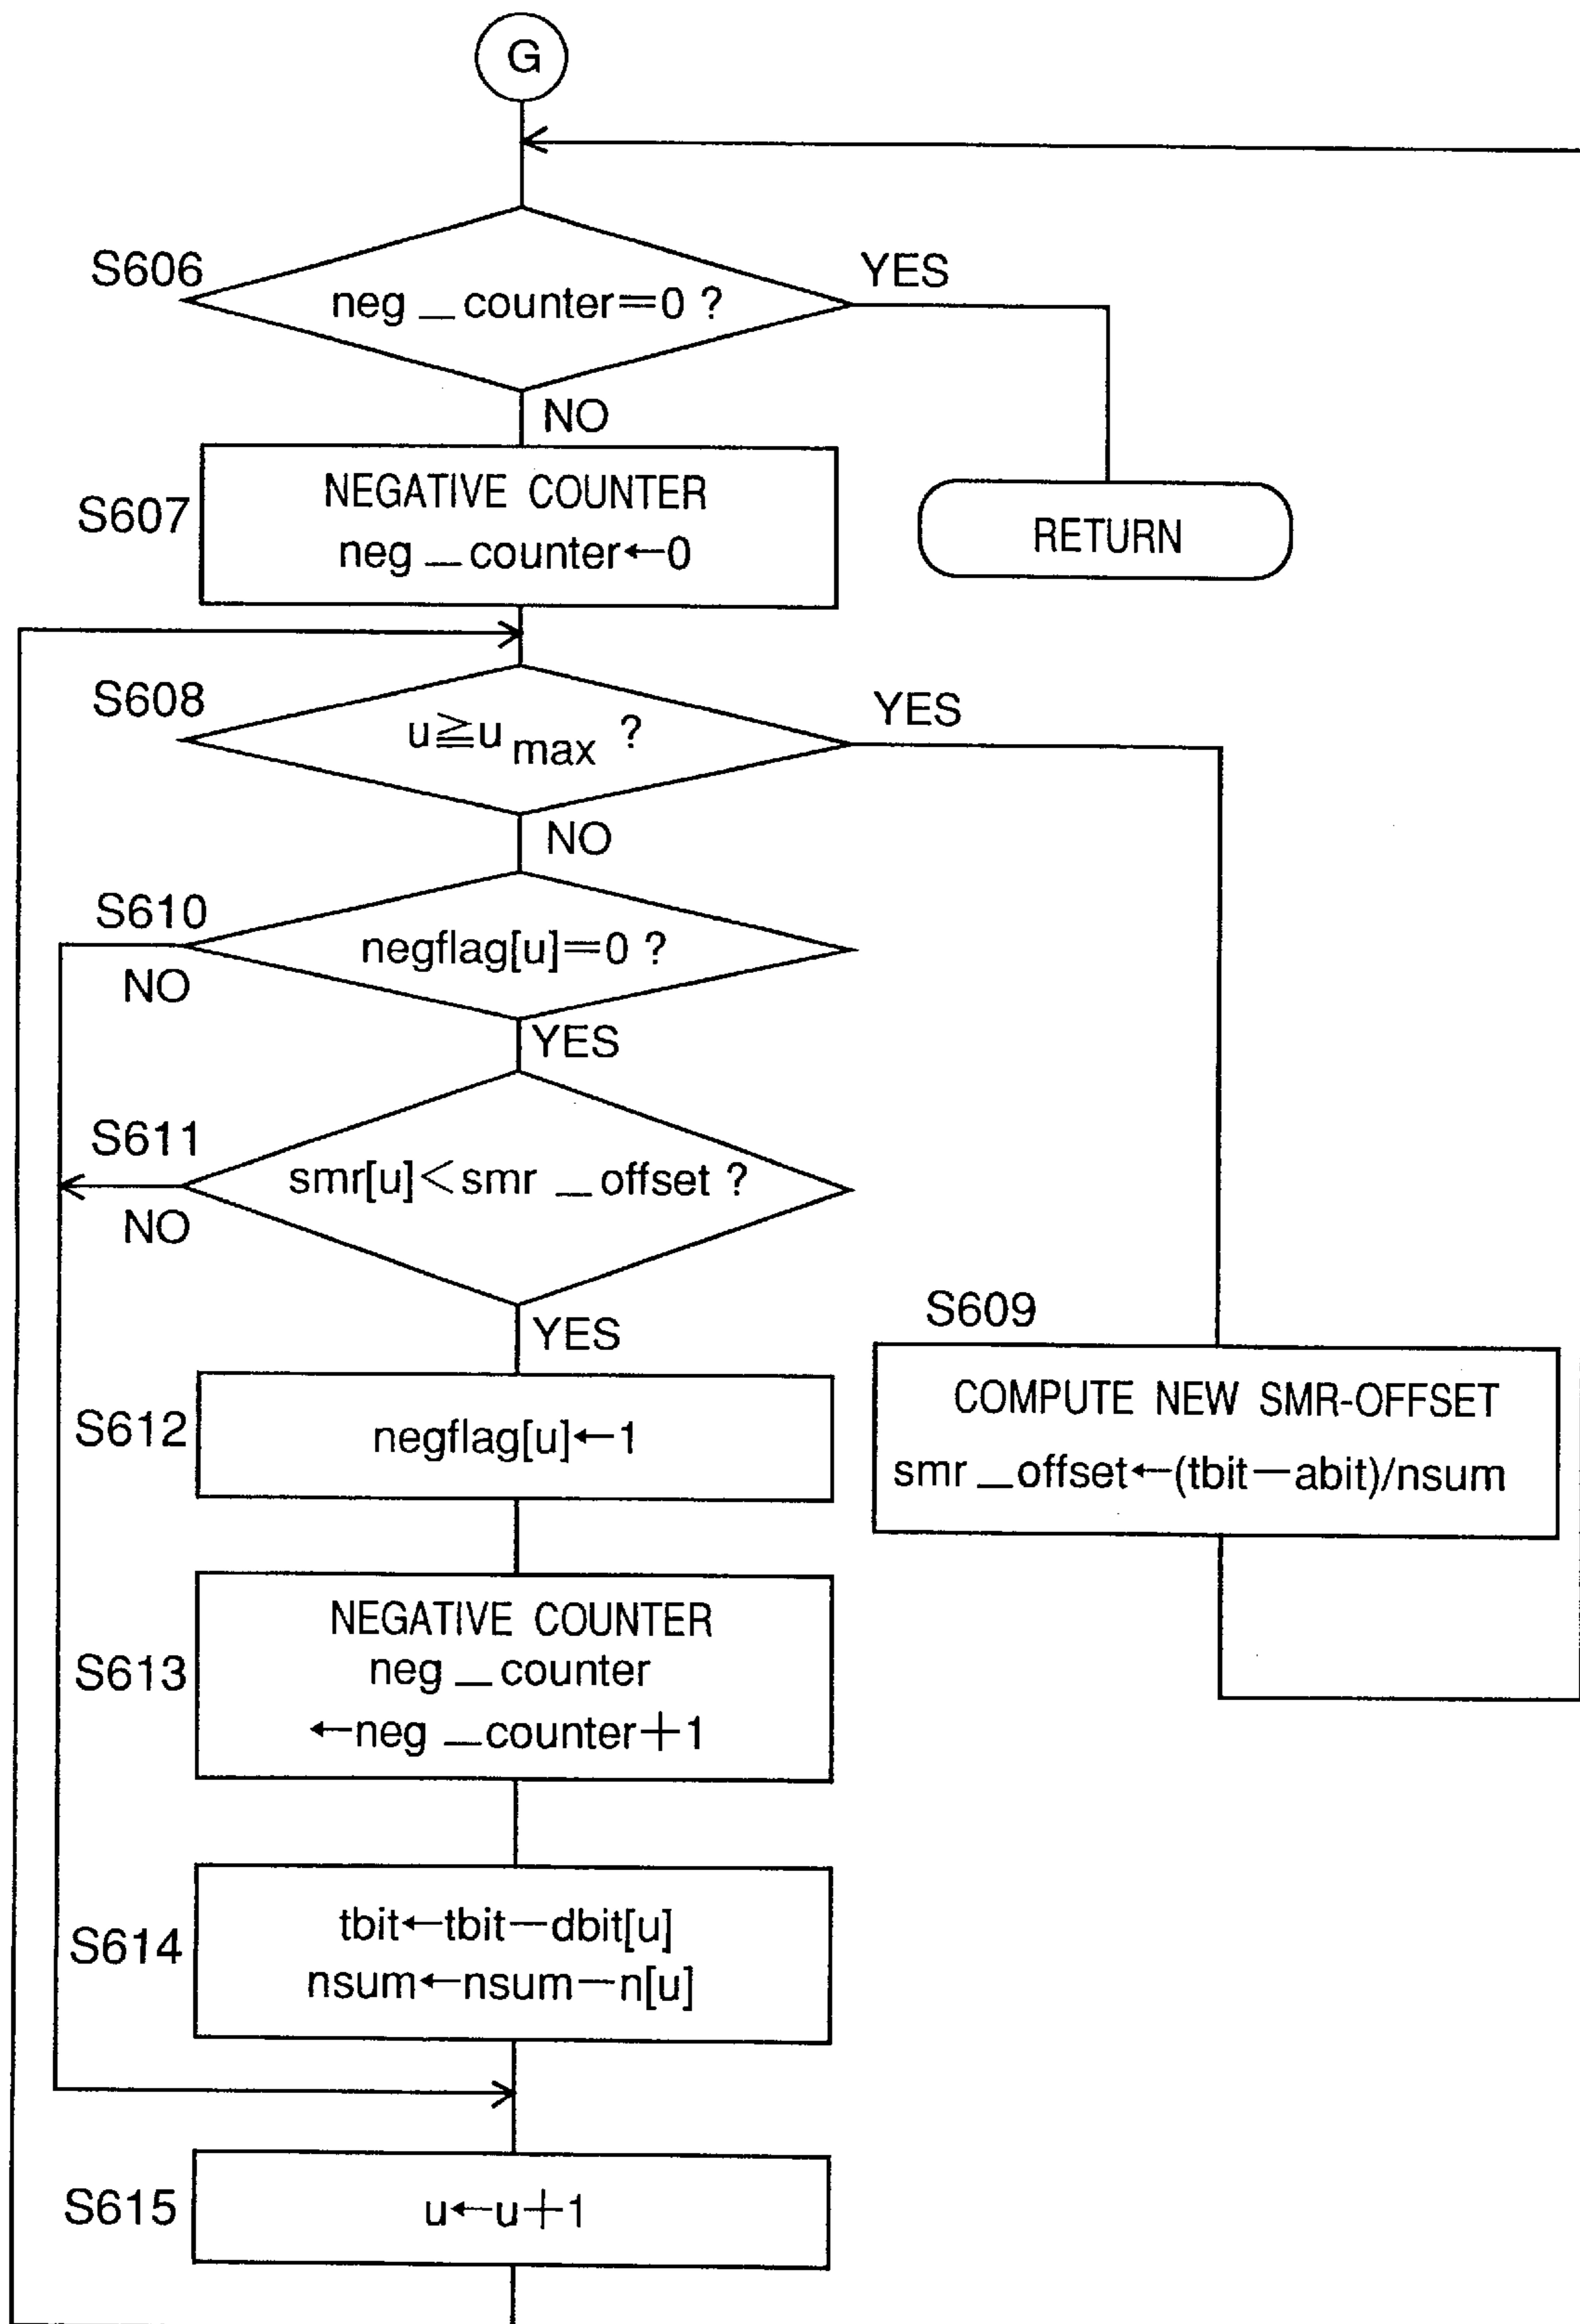 G
S606
neg _ counter=0 ?
YES
NO
S607
NEGATIVE COUNTER
neg _ counter←0
RETURN
S608
u≧u max ?
YES
NO
S610
negflag[u]=0 ?
NO
YES
S611
smr[u]<smr _ offset ?
NO
YES
S609
COMPUTE NEW SMR-OFFSET
smr _ offset←(tbit−abit)/nsum
S612
negflag[u]←1
S613
NEGATIVE COUNTER
neg _ counter
←neg _ counter+1
S614
tbit←tbit−dbit[u]
nsum←nsum−n[u]
S615
u←u+1